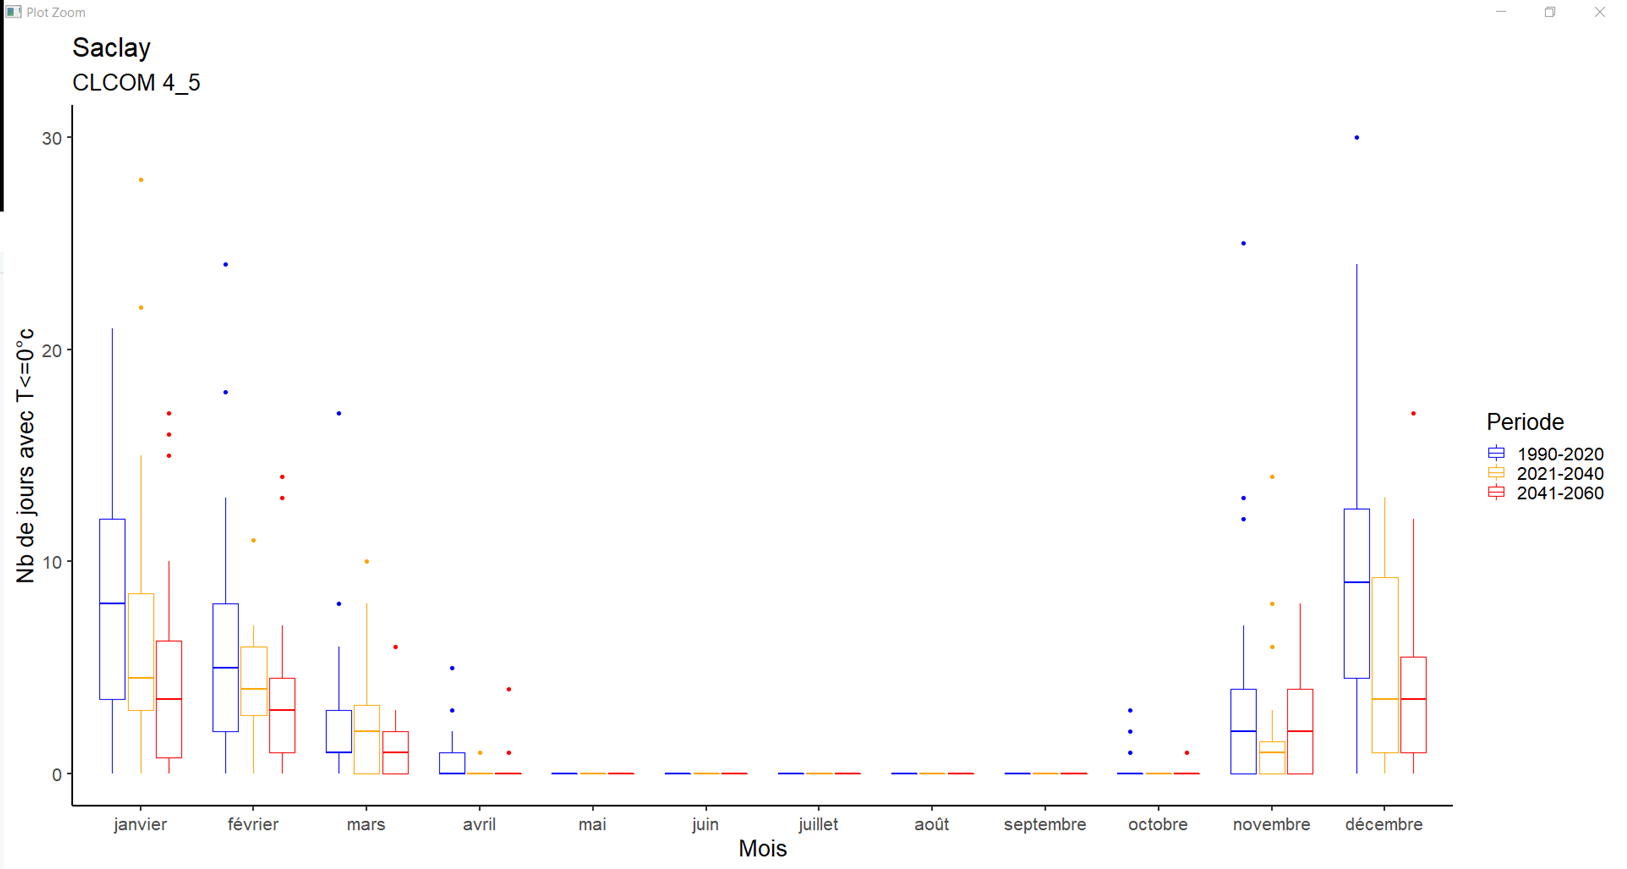 Plot Zoom
Saclay
CLCOM 4_5
30
20
10
0
Nb de jours avec T<=0°c
janvier février mars avril mai juin juillet août septembre octobre novembre décembre
Mois
Periode
1990-2020
2021-2040
2041-2060